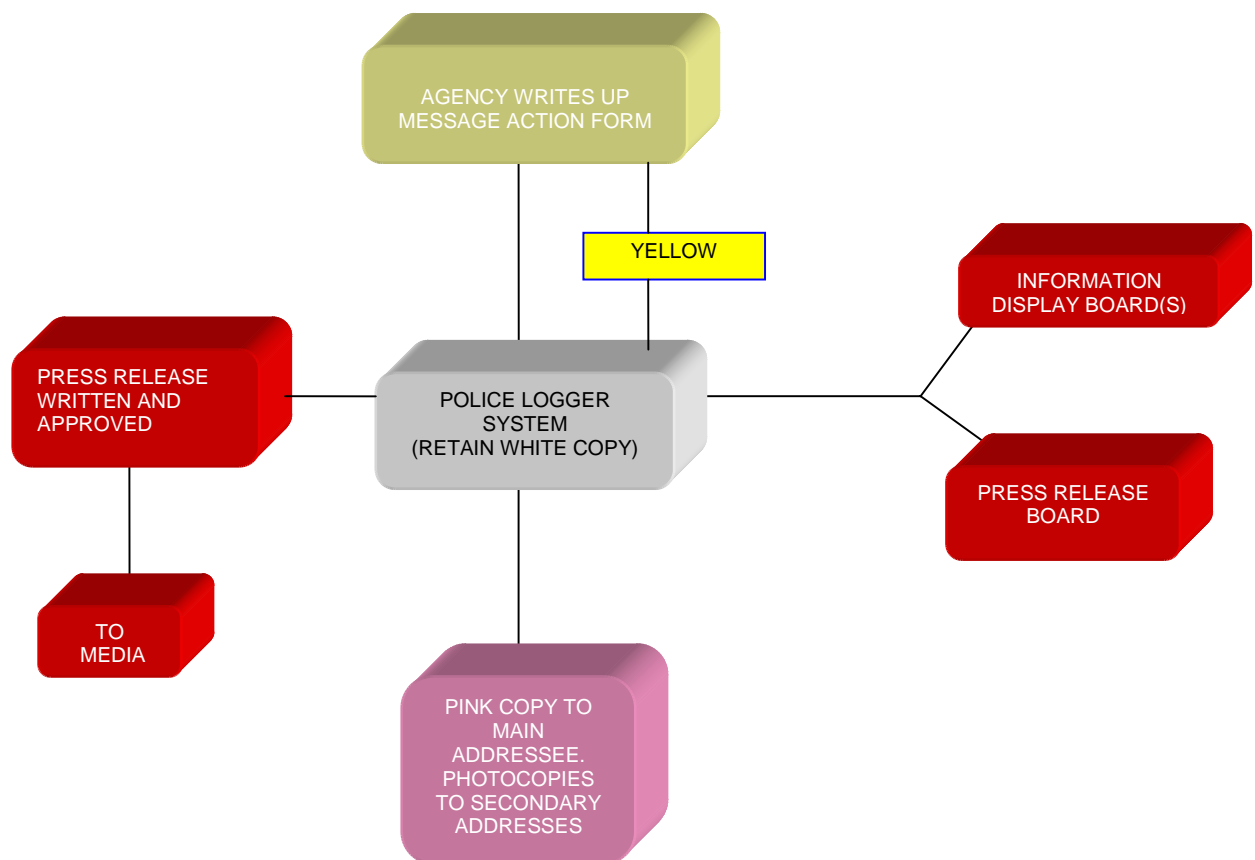 AGENCY WRITES UP
MESSAGE ACTION FORM
YELLOW
INFORMATION
DISPLAY BOARD(S)
PRESS RELEASE
WRITTEN AND
APPROVED
POLICE LOGGER
SYSTEM
(RETAIN WHITE COPY)
PRESS RELEASE
BOARD
TO
MEDIA
PINK COPY TO
MAIN
ADDRESSEE.
PHOTOCOPIES
TO SECONDARY
ADDRESSES